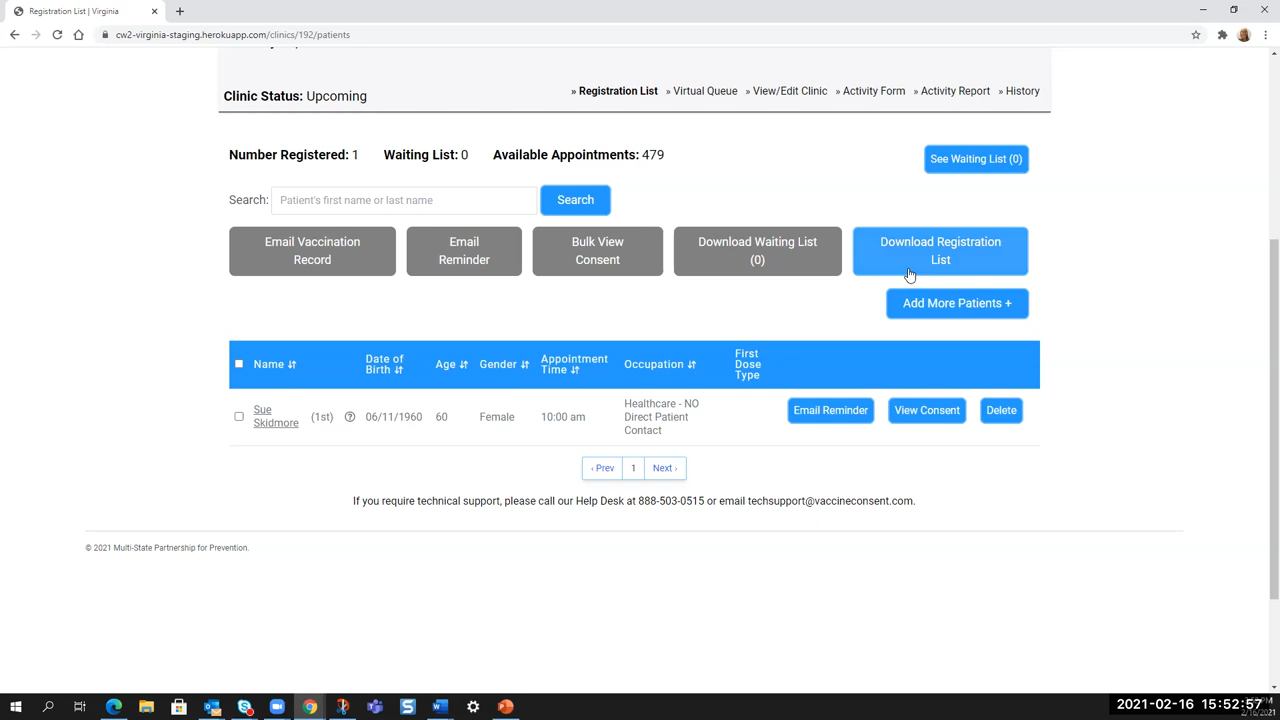 Registration List | Virginia
cw2-virginia-staging.herokuapp.com/clinics/192/patients
Clinic Status: Upcoming
» Registration List » Virtual Queue » View/Edit Clinic » Activity Form » Activity Report » History
Number Registered: 1 Waiting List: 0 Available Appointments: 479
See Waiting List (0)
Search: Patient's first name or last name Search
Email Vaccination
Record
Email
Reminder
Bulk View
Consent
Download Waiting List
(0)
Download Registration
List
Add More Patients +
Name
Date of
Birth
Age
Gender
Appointment
Time
Occupation
First
Dose
Type
Sue
Skidmore
(1st)
06/11/1960
60
Female
10:00 am
Healthcare - NO
Direct Patient
Contact
Email Reminder
View Consent
Delete
‹ Prev 1 Next ›
If you require technical support, please call our Help Desk at 888-503-0515 or email techsupport@vaccineconsent.com.
© 2021 Multi-State Partnership for Prevention.
2021-02-16 15:52:57